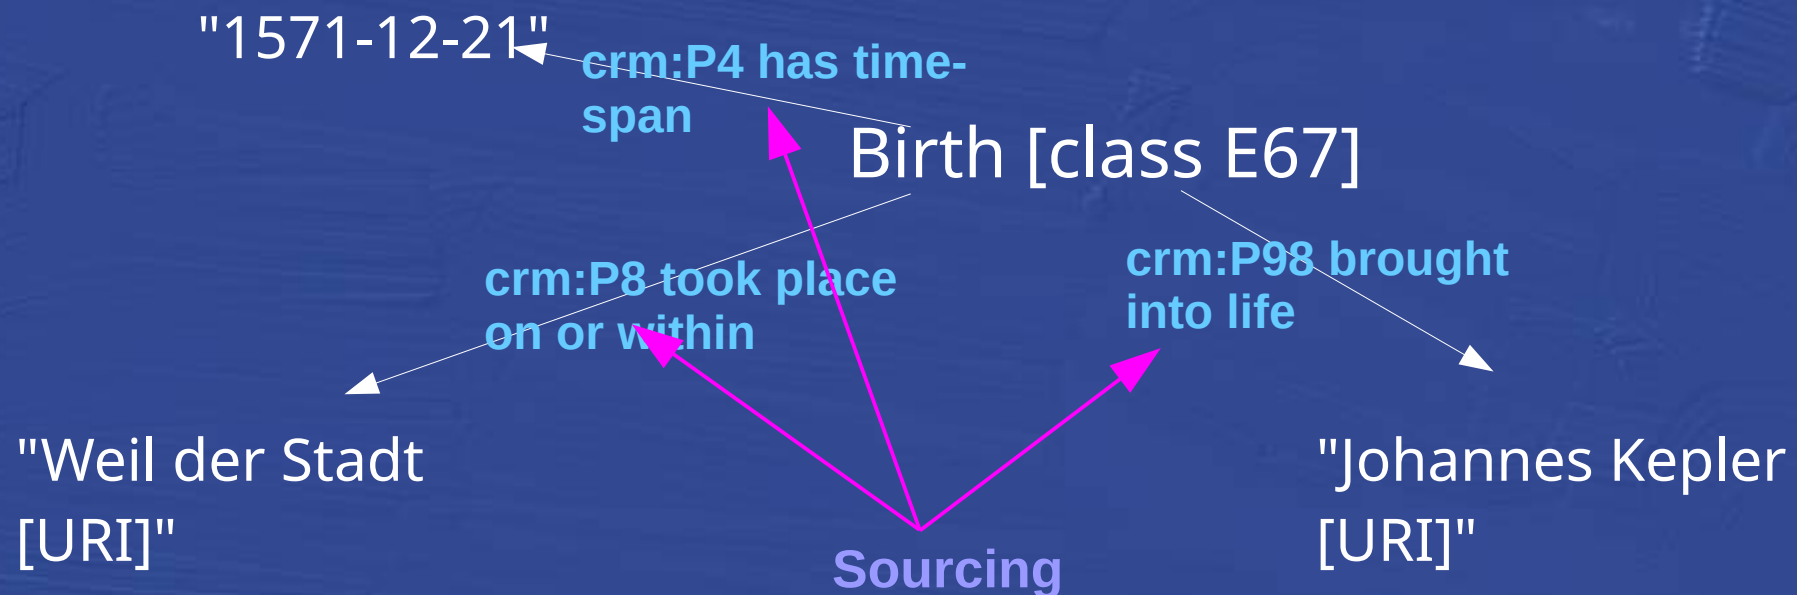 "1571-12-21"
crm:P4 has time-
span
Birth [class E67]
crm:P8 took place
on or within
crm:P98 brought
into life
"Weil der Stadt
[URI]"
"Johannes Kepler
[URI]"
Sourcing